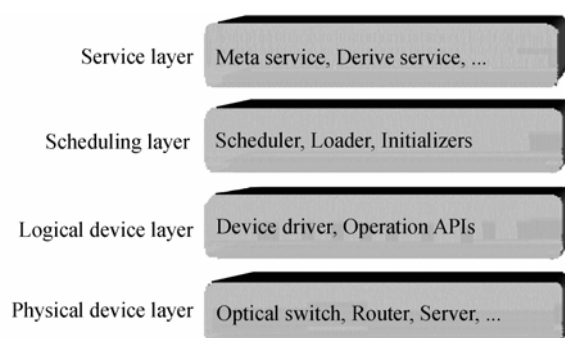 Service layer Meta service, Derive service, ...
Scheduling layer Scheduler, Loader, Initializers
Logical device layer Device driver, Operation APIs
Physical device layer Optical switch, Router, Server, ...